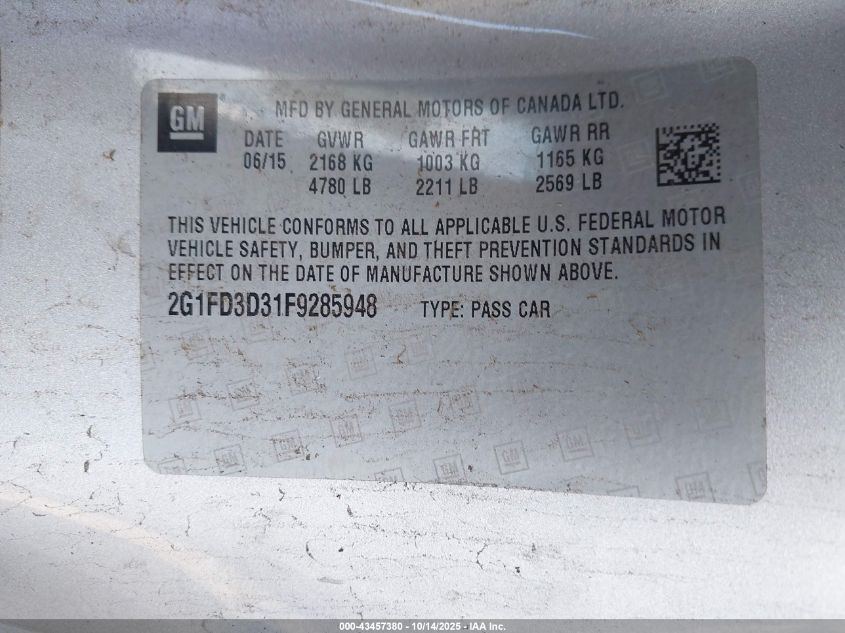 GM
MFD BY GENERAL MOTORS OF CANADA LTD.
DATE GVWR GAWR FRT GAWR RR
06/15 2168 KG 1003 KG 1165 KG
4780 LB 2211 LB 2569 LB
THIS VEHICLE CONFORMS TO ALL APPLICABLE U.S. FEDERAL MOTOR
VEHICLE SAFETY, BUMPER, AND THEFT PREVENTION STANDARDS IN
EFFECT ON THE DATE OF MANUFACTURE SHOWN ABOVE.
2G1FD3D31F9285948 TYPE: PASS CAR
000-43457380 - 10/14/2025 - IAA Inc.